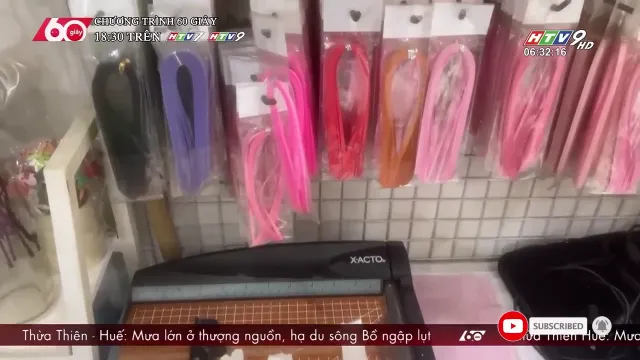 60 giây
CHƯƠNG TRÌNH 60 GIÂY
18:30 TRÊN HTV7 HTV9
HTV9 HD
06:32:16
X-ACTO
SUBSCRIBED
Thừa Thiên - Huế: Mưa lớn ở thượng nguồn, hạ du sông Bồ ngập lụt 60 Thừa Thiên Huế: Mưa